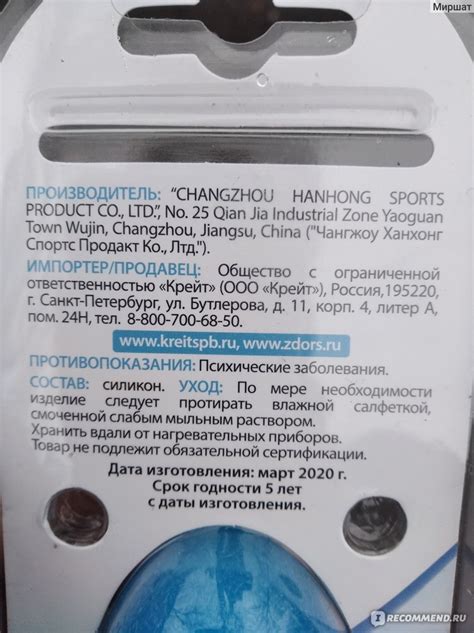 Миршат
ПРОИЗВОДИТЕЛЬ: "CHANGZHOU HANHONG SPORTS
PRODUCT CO., LTD.", No. 25 Qian Jia Industrial Zone Yaoguan
Town Wujin, Changzhou, Jiangsu, China ("Чангжоу Ханхонг
Спортс Продакт Ко., Лтд.").
ИМПОРТЕР/ПРОДАВЕЦ: Общество с ограниченной
ответственностью «Крейт» (ООО «Крейт»), Россия,195220,
г. Санкт-Петербург, ул. Бутлерова, д. 11, корп. 4, литер А,
пом. 24Н, тел. 8-800-700-68-50.
www.kreitspb.ru, www.zdors.ru
ПРОТИВОПОКАЗАНИЯ: Психические заболевания.
СОСТАВ: силикон. УХОД: По мере необходимости
изделие следует протирать влажной салфеткой,
смоченной слабым мыльным раствором.
Хранить вдали от нагревательных приборов.
Товар не подлежит обязательной сертификации.
Дата изготовления: март 2020 г.
Срок годности 5 лет
с даты изготовления.
IRECOMMEND.RU